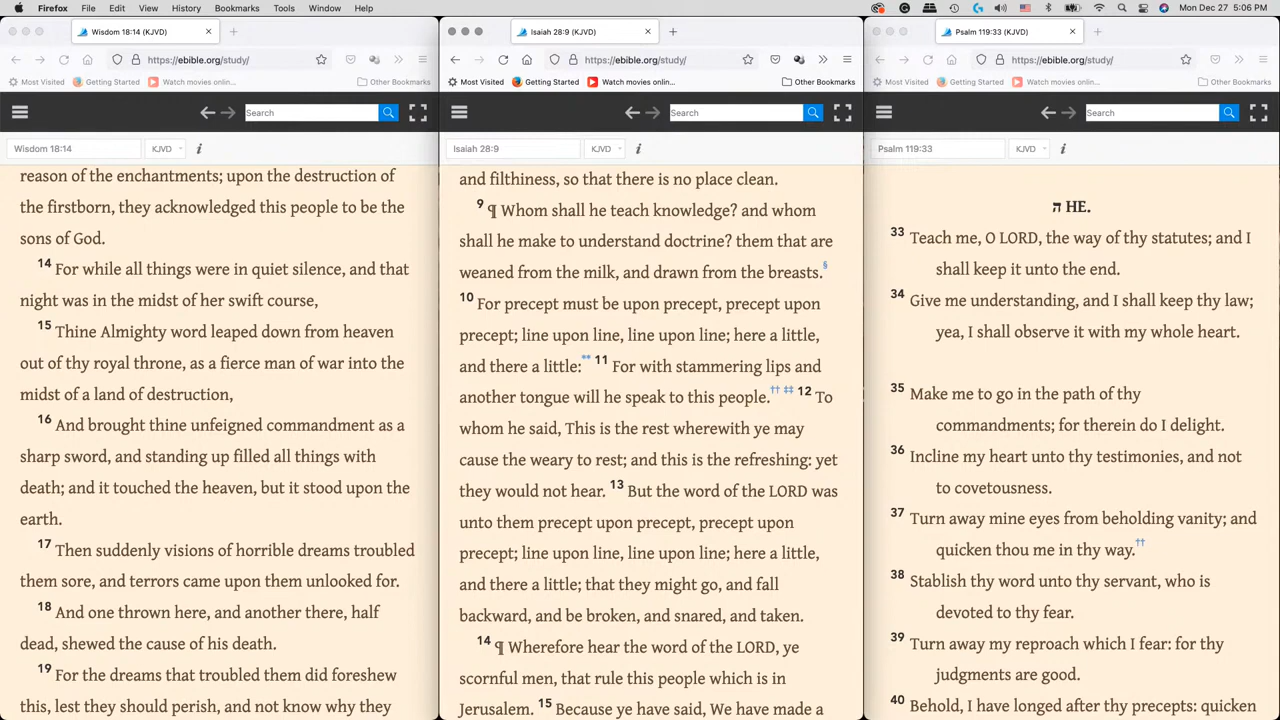 Firefox File Edit View History Bookmarks Tools Window Help Mon Dec 27 5:06 PM
Wisdom 18:14 (KJVD)
https://ebible.org/study/
Most Visited Getting Started Watch movies onlin... Other Bookmarks
Search
Wisdom 18:14 KJVD i
reason of the enchantments; upon the destruction of
the firstborn, they acknowledged this people to be the
sons of God.
14 For while all things were in quiet silence, and that
night was in the midst of her swift course,
15 Thine Almighty word leaped down from heaven
out of thy royal throne, as a fierce man of war into the
midst of a land of destruction,
16 And brought thine unfeigned commandment as a
sharp sword, and standing up filled all things with
death; and it touched the heaven, but it stood upon the
earth.
17 Then suddenly visions of horrible dreams troubled
them sore, and terrors came upon them unlooked for.
18 And one thrown here, and another there, half
dead, shewed the cause of his death.
19 For the dreams that troubled them did foreshew
this, lest they should perish, and not know why they
Isaiah 28:9 (KJVD)
https://ebible.org/study/
Most Visited Getting Started Watch movies onlin... Other Bookmarks
Search
Isaiah 28:9 KJVD i
and filthiness, so that there is no place clean.
9 ¶ Whom shall he teach knowledge? and whom
shall he make to understand doctrine? them that are
weaned from the milk, and drawn from the breasts.§
10 For precept must be upon precept, precept upon
precept; line upon line, line upon line; here a little,
and there a little:** 11 For with stammering lips and
another tongue will he speak to this people.†† ‡‡ 12 To
whom he said, This is the rest wherewith ye may
cause the weary to rest; and this is the refreshing: yet
they would not hear. 13 But the word of the LORD was
unto them precept upon precept, precept upon
precept; line upon line, line upon line; here a little,
and there a little; that they might go, and fall
backward, and be broken, and snared, and taken.
14 ¶ Wherefore hear the word of the LORD, ye
scornful men, that rule this people which is in
Jerusalem. 15 Because ye have said, We have made a
Psalm 119:33 (KJVD)
https://ebible.org/study/
Most Visited Getting Started Watch movies onlin... Other Bookmarks
Search
Psalm 119:33 KJVD i
ה HE.
33 Teach me, O LORD, the way of thy statutes; and I
shall keep it unto the end.
34 Give me understanding, and I shall keep thy law;
yea, I shall observe it with my whole heart.
35 Make me to go in the path of thy
commandments; for therein do I delight.
36 Incline my heart unto thy testimonies, and not
to covetousness.
37 Turn away mine eyes from beholding vanity; and
quicken thou me in thy way.††
38 Stablish thy word unto thy servant, who is
devoted to thy fear.
39 Turn away my reproach which I fear: for thy
judgments are good.
40 Behold, I have longed after thy precepts: quicken